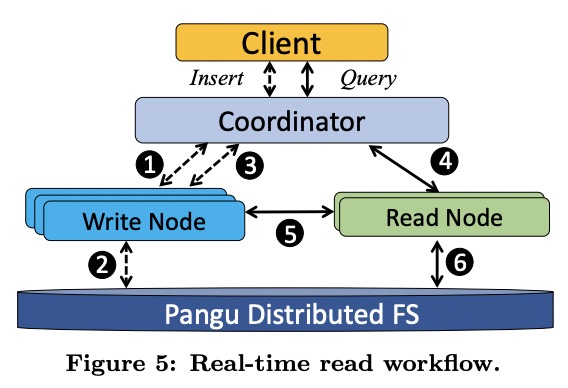 Client
Insert Query
Coordinator
1 3 4
Write Node 5 Read Node
2 6
Pangu Distributed FS
Figure 5: Real-time read workflow.